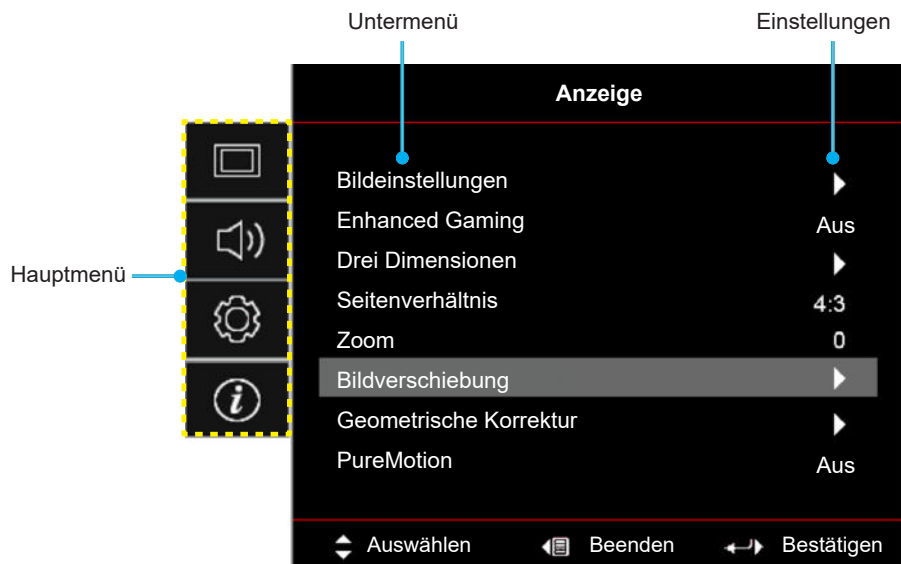 Untermenü Einstellungen
Anzeige
Hauptmenü
Bildeinstellungen
Enhanced Gaming Aus
Drei Dimensionen
Seitenverhältnis 4:3
Zoom 0
Bildverschiebung
Geometrische Korrektur
PureMotion Aus
Auswählen Beenden Bestätigen